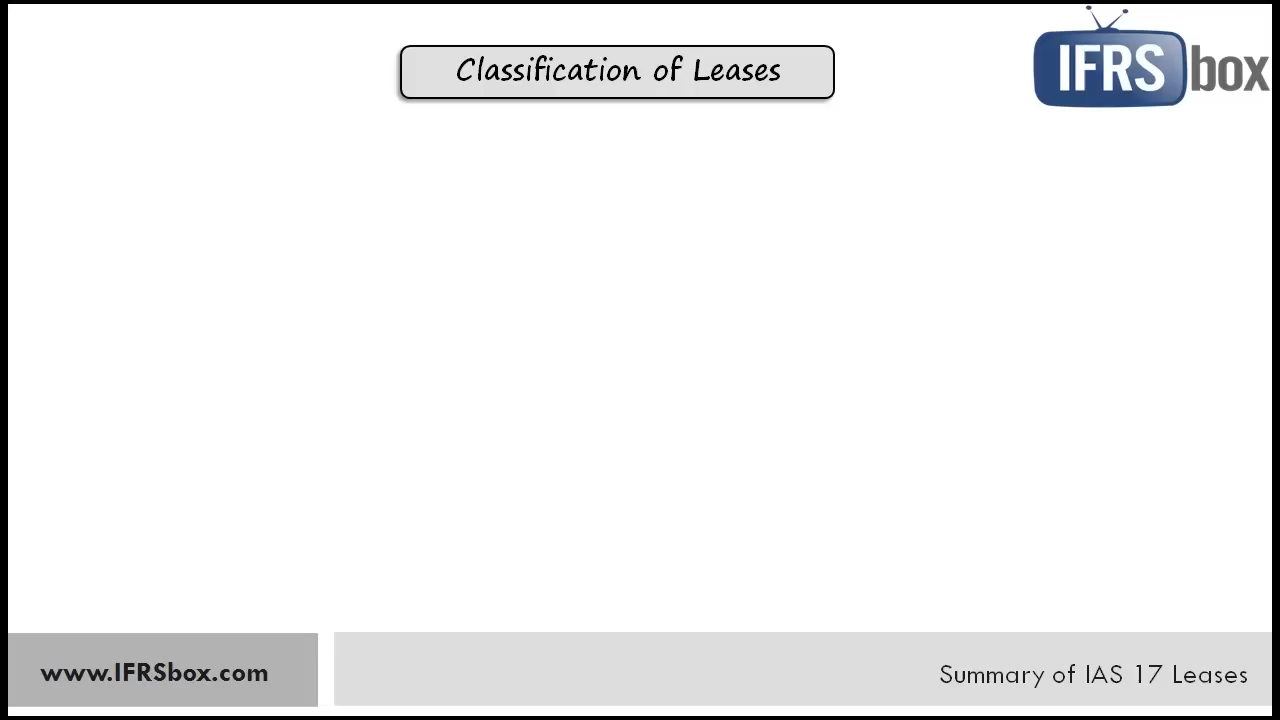 Classification of Leases
IFRS box
www.IFRSbox.com
Summary of IAS 17 Leases